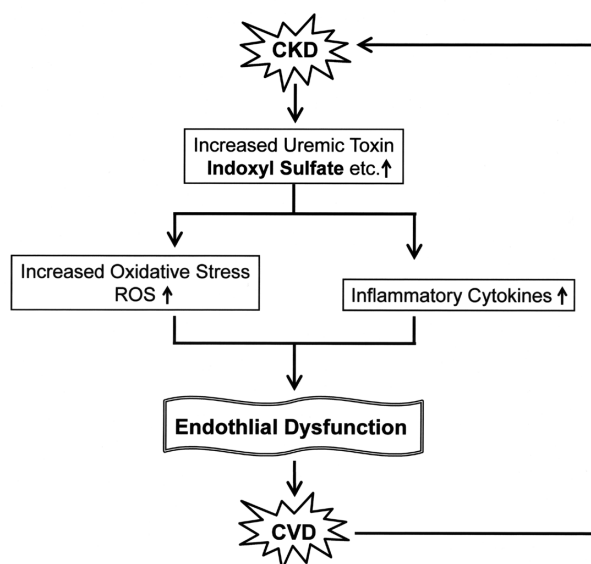 CKD
Increased Uremic Toxin
Indoxyl Sulfate etc.↑
Increased Oxidative Stress
ROS ↑
Inflammatory Cytokines ↑
Endothlial Dysfunction
CVD